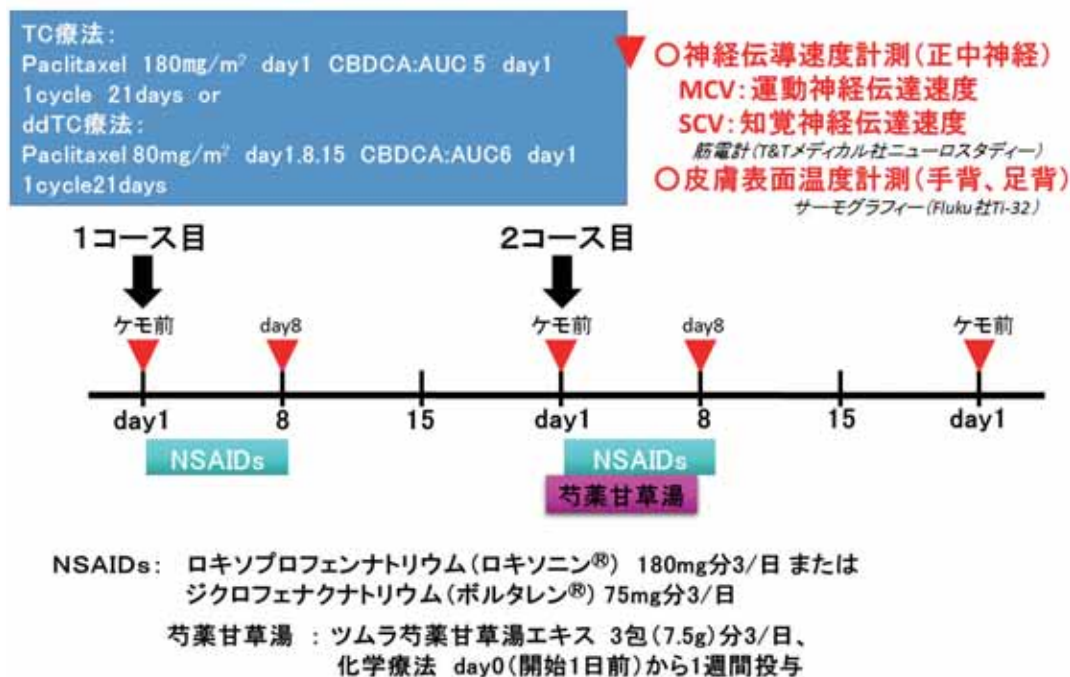 TC療法：
Paclitaxel 180mg/m² day1 CBDCA:AUC 5 day1
1cycle 21days or
ddTC療法：
Paclitaxel 80mg/m² day1.8.15 CBDCA:AUC6 day1
1cycle21days
○神経伝導速度計測（正中神経）
MCV：運動神経伝達速度
SCV：知覚神経伝達速度
筋電計（T&Tメディカル社ニューロスタディー）
○皮膚表面温度計測（手背、足背）
サーモグラフィー（Fluku社Ti-32）
1コース目
2コース目
ケモ前
day8
ケモ前
day8
ケモ前
day1
8
15
day1
8
15
day1
NSAIDs
NSAIDs
芍薬甘草湯
NSAIDs： ロキソプロフェンナトリウム（ロキソニン®） 180mg分3/日 または
ジクロフェナクナトリウム（ボルタレン®） 75mg分3/日
芍薬甘草湯 ： ツムラ芍薬甘草湯エキス 3包（7.5g）分3/日、
化学療法 day0（開始1日前）から1週間投与